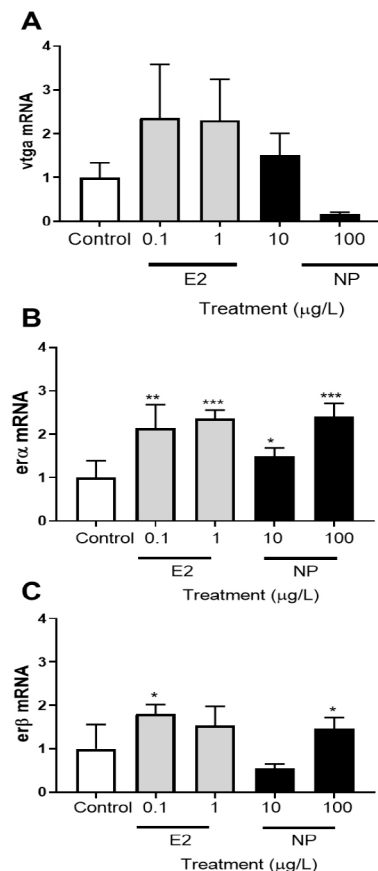 A
vtga mRNA
4
3
2
1
0
Control 0.1 1 10 100
E2 NP
Treatment (μg/L)
B
erα mRNA
4
3
2
1
0
** *** * ***
Control 0.1 1 10 100
E2 NP
Treatment (μg/L)
C
erβ mRNA
4
3
2
1
0
* *
Control 0.1 1 10 100
E2 NP
Treatment (μg/L)